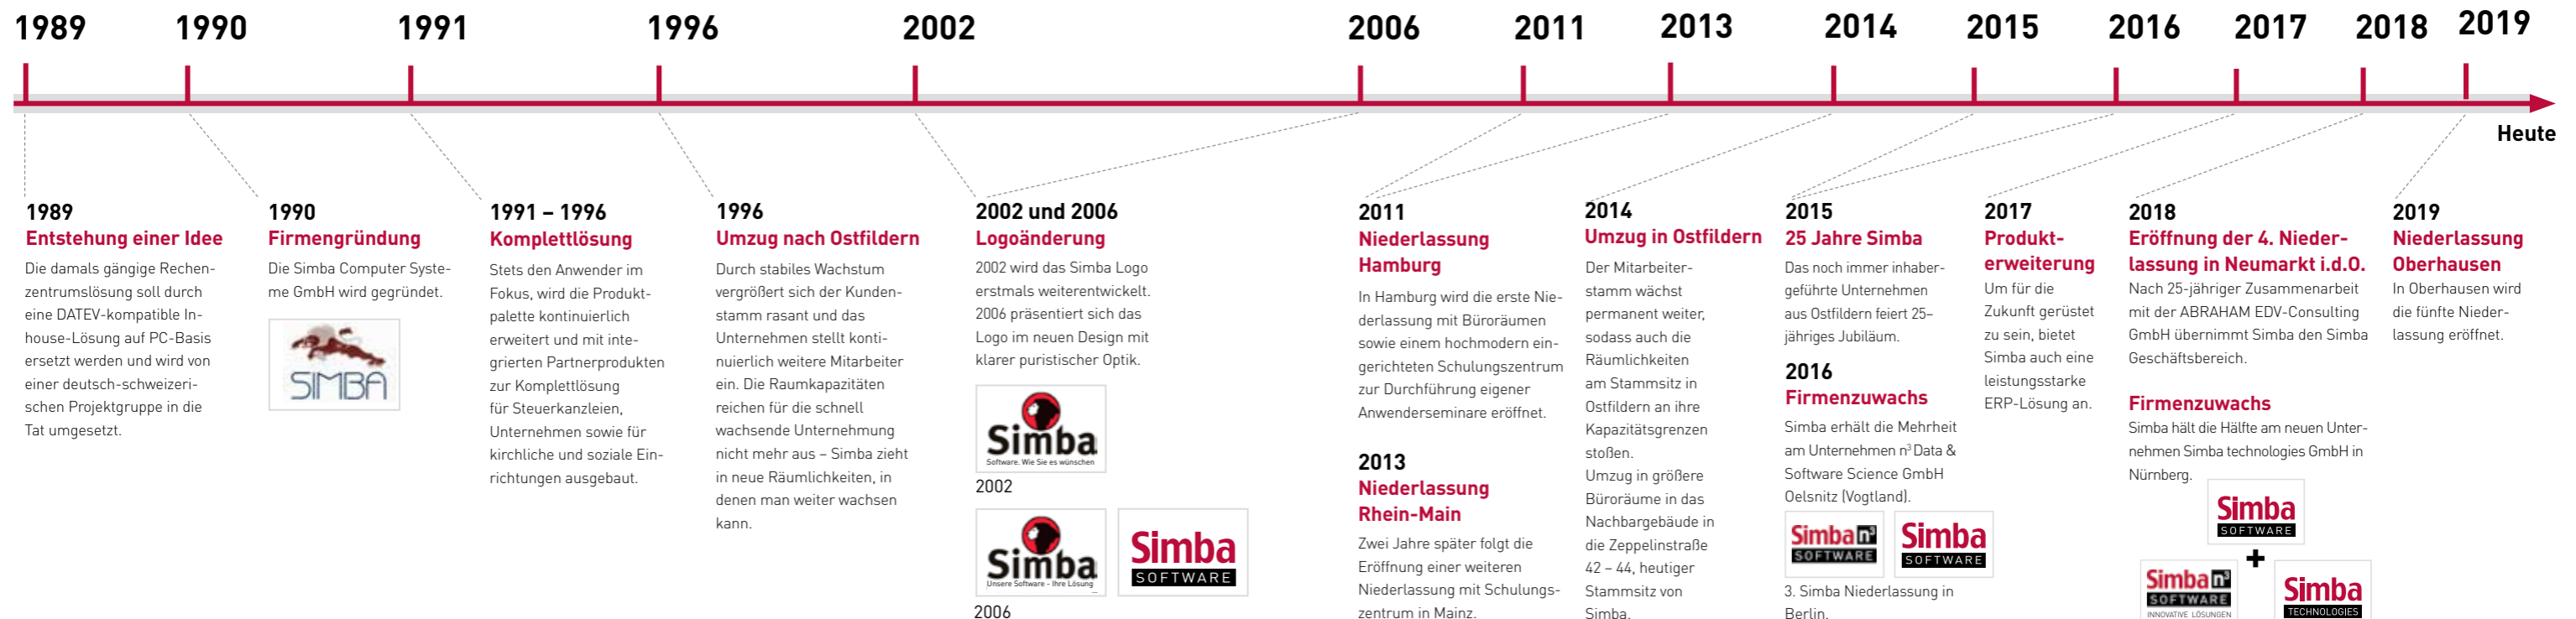 1989
1990
1991
1996
2002
2006
2011
2013
2014
2015
2016
2017
2018
2019
Heute
1989
Entstehung einer Idee
Die damals gängige Rechen-
zentrumslösung soll durch
eine DATEV-kompatible In-
house-Lösung auf PC-Basis
ersetzt werden und wird von
einer deutsch-schweizeri-
schen Projektgruppe in die
Tat umgesetzt.
1990
Firmengründung
Die Simba Computer Syste-
me GmbH wird gegründet.
SIMBA
1991 – 1996
Komplettlösung
Stets den Anwender im
Fokus, wird die Produkt-
palette kontinuierlich
erweitert und mit inte-
grierten Partnerprodukten
zur Komplettlösung
für Steuerkanzleien,
Unternehmen sowie für
kirchliche und soziale Ein-
richtungen ausgebaut.
1996
Umzug nach Ostfildern
Durch stabiles Wachstum
vergrößert sich der Kunden-
stamm rasant und das
Unternehmen stellt konti-
nuierlich weitere Mitarbeiter
ein. Die Raumkapazitäten
reichen für die schnell
wachsende Unternehmung
nicht mehr aus – Simba zieht
in neue Räumlichkeiten, in
denen man weiter wachsen
kann.
2002 und 2006
Logoänderung
2002 wird das Simba Logo
erstmals weiterentwickelt.
2006 präsentiert sich das
Logo im neuen Design mit
klarer puristischer Optik.
Simba
Software. Wie Sie es wünschen
2002
Simba
Unsere Software - Ihre Lösung
Simba
SOFTWARE
2006
2011
Niederlassung
Hamburg
In Hamburg wird die erste Nie-
derlassung mit Büroräumen
sowie einem hochmodern ein-
gerichteten Schulungszentrum
zur Durchführung eigener
Anwenderseminare eröffnet.
2013
Niederlassung
Rhein-Main
Zwei Jahre später folgt die
Eröffnung einer weiteren
Niederlassung mit Schulungs-
zentrum in Mainz.
2014
Umzug in Ostfildern
Der Mitarbeiter-
stamm wächst
permanent weiter,
sodass auch die
Räumlichkeiten
am Stammsitz in
Ostfildern an ihre
Kapazitätsgrenzen
stoßen.
Umzug in größere
Büroräume in das
Nachbargebäude in
die Zeppelinstraße
42 – 44, heutiger
Stammsitz von
Simba.
2015
25 Jahre Simba
Das noch immer inhaber-
geführte Unternehmen
aus Ostfildern feiert 25–
jähriges Jubiläum.
2016
Firmenzuwachs
Simba erhält die Mehrheit
am Unternehmen n³ Data &
Software Science GmbH
Oelsnitz (Vogtland).
Simba n³
SOFTWARE
Simba
SOFTWARE
3. Simba Niederlassung in
Berlin.
2017
Produkt-
erweiterung
Um für die
Zukunft gerüstet
zu sein, bietet
Simba auch eine
leistungsstarke
ERP-Lösung an.
2018
Eröffnung der 4. Nieder-
lassung in Neumarkt i.d.O.
Nach 25-jähriger Zusammenarbeit
mit der ABRAHAM EDV-Consulting
GmbH übernimmt Simba den Simba
Geschäftsbereich.
Firmenzuwachs
Simba hält die Hälfte am neuen Unter-
nehmen Simba technologies GmbH in
Nürnberg.
Simba
SOFTWARE
+
Simba n³
SOFTWARE
INNOVATIVE LÖSUNGEN
Simba
TECHNOLOGIES
2019
Niederlassung
Oberhausen
In Oberhausen wird
die fünfte Nieder-
lassung eröffnet.